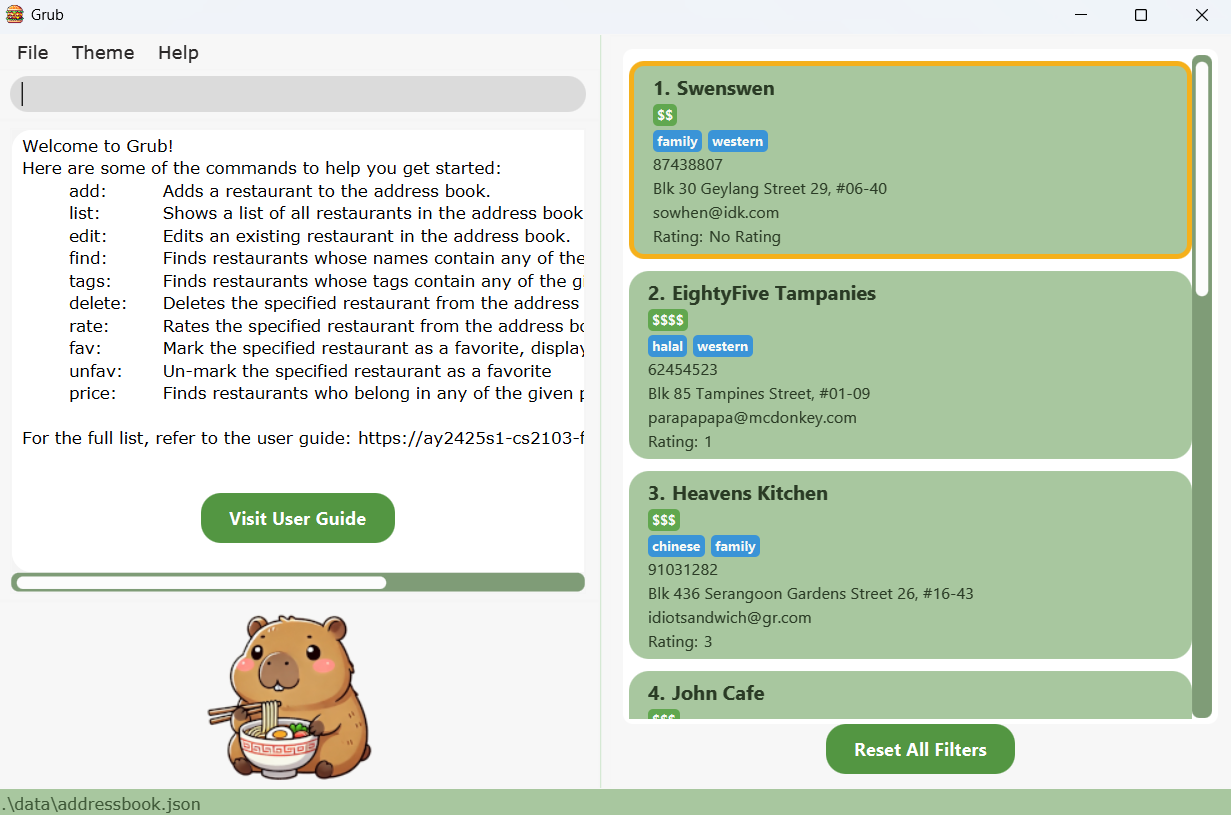 Grub
File Theme Help
Welcome to Grub!
Here are some of the commands to help you get started:
add: Adds a restaurant to the address book.
list: Shows a list of all restaurants in the address book
edit: Edits an existing restaurant in the address book.
find: Finds restaurants whose names contain any of the
tags: Finds restaurants whose tags contain any of the
delete: Deletes the specified restaurant from the address
rate: Rates the specified restaurant from the address
fav: Mark the specified restaurant as a favorite,
unfav: Un-mark the specified restaurant as a favorite
price: Finds restaurants who belong in any of the given
For the full list, refer to the user guide: https://ay2425s1-cs2103-f
Visit User Guide
1. Swenswen
$$
family western
87438807
Blk 30 Geylang Street 29, #06-40
sowhen@idk.com
Rating: No Rating
2. EightyFive Tampanies
$$$$
halal western
62454523
Blk 85 Tampines Street, #01-09
parapapapa@mcdonkey.com
Rating: 1
3. Heavens Kitchen
$$$
chinese family
91031282
Blk 436 Serangoon Gardens Street 26, #16-43
idiotsandwich@gr.com
Rating: 3
4. John Cafe
$$$
Reset All Filters
.\data\addressbook.json